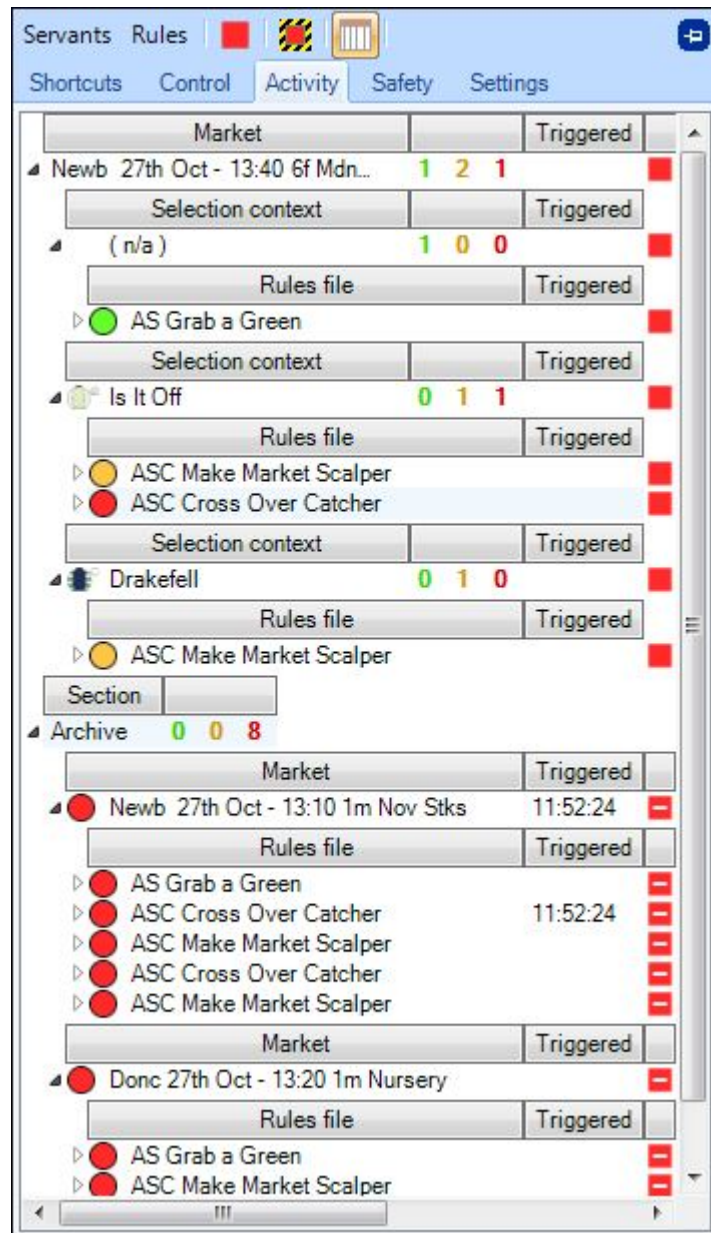 Servants Rules
Shortcuts Control Activity Safety Settings
Market Triggered
Newb 27th Oct - 13:40 6f Mdn... 1 2 1
Selection context Triggered
( n/a ) 1 0 0
Rules file Triggered
AS Grab a Green
Selection context Triggered
Is It Off 0 1 1
Rules file Triggered
ASC Make Market Scalper
ASC Cross Over Catcher
Selection context Triggered
Drakefell 0 1 0
Rules file Triggered
ASC Make Market Scalper
Section
Archive 0 0 8
Market Triggered
Newb 27th Oct - 13:10 1m Nov Stks 11:52:24
Rules file Triggered
AS Grab a Green
ASC Cross Over Catcher 11:52:24
ASC Make Market Scalper
ASC Cross Over Catcher
ASC Make Market Scalper
Market Triggered
Donc 27th Oct - 13:20 1m Nursery
Rules file Triggered
AS Grab a Green
ASC Make Market Scalper